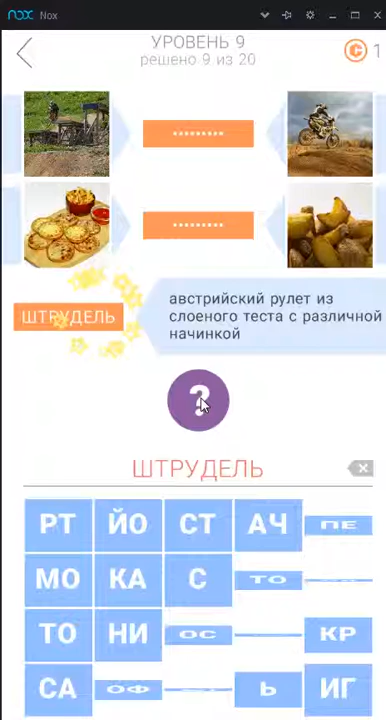 nox Nox
УРОВЕНЬ 9
решено 9 из 20
1
.........
.........
ШТРУДЕЛЬ
австрийский рулет из
слоеного теста с различной
начинкой
?
ШТРУДЕЛЬ
РТ ЙО СТ АЧ ПЕ
МО КА С ТО
ТО НИ ОС КР
СА ОФ Ь ИГ